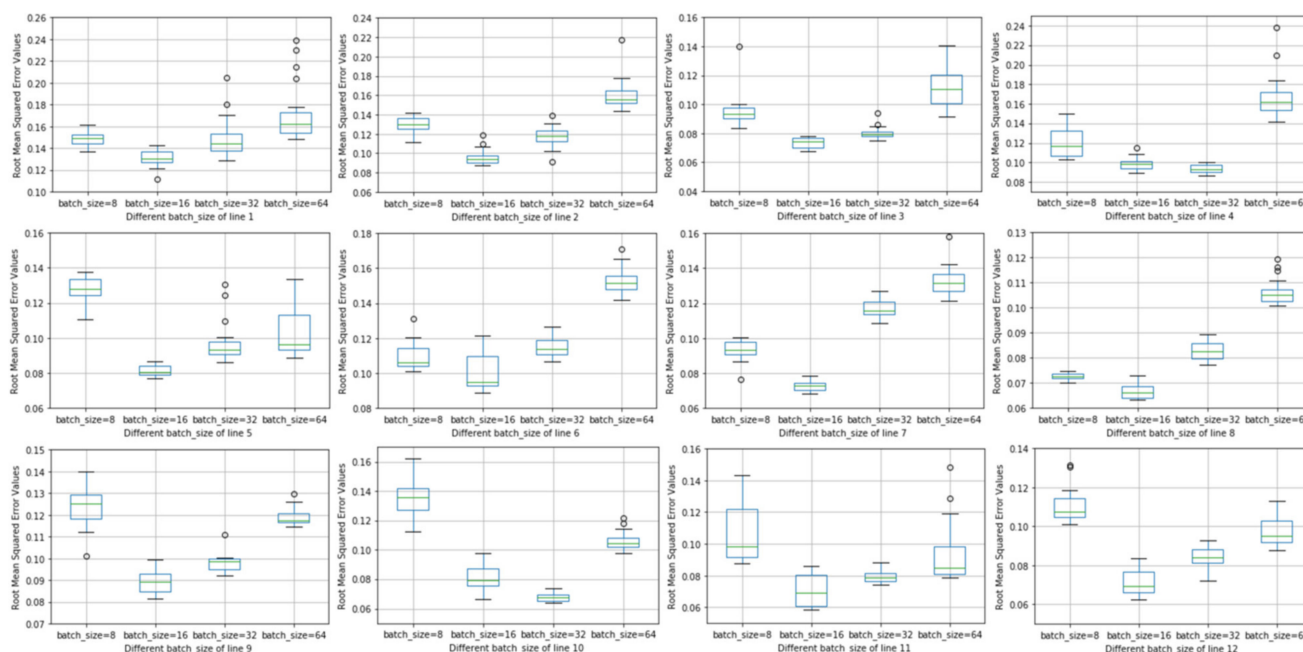 Root Mean Squared Error Values
0.26
0.24
0.22
0.20
0.18
0.16
0.14
0.12
0.10
batch_size=8 batch_size=16 batch_size=32 batch_size=64
Different batch_size of line 1
Root Mean Squared Error Values
0.24
0.22
0.20
0.18
0.16
0.14
0.12
0.10
0.08
0.06
batch_size=8 batch_size=16 batch_size=32 batch_size=64
Different batch_size of line 2
Root Mean Squared Error Values
0.16
0.14
0.12
0.10
0.08
0.06
0.04
batch_size=8 batch_size=16 batch_size=32 batch_size=64
Different batch_size of line 3
Root Mean Squared Error Values
0.24
0.22
0.20
0.18
0.16
0.14
0.12
0.10
0.08
batch_size=8 batch_size=16 batch_size=32 batch_size=6
Different batch_size of line 4
Root Mean Squared Error Values
0.16
0.14
0.12
0.10
0.08
0.06
batch_size=8 batch_size=16 batch_size=32 batch_size=64
Different batch_size of line 5
Root Mean Squared Error Values
0.18
0.16
0.14
0.12
0.10
0.08
batch_size=8 batch_size=16 batch_size=32 batch_size=64
Different batch_size of line 6
Root Mean Squared Error Values
0.16
0.14
0.12
0.10
0.08
0.06
batch_size=8 batch_size=16 batch_size=32 batch_size=64
Different batch_size of line 7
Root Mean Squared Error Values
0.13
0.12
0.11
0.10
0.09
0.08
0.07
0.06
batch_size=8 batch_size=16 batch_size=32 batch_size=6
Different batch_size of line 8
Root Mean Squared Error Values
0.15
0.14
0.13
0.12
0.11
0.10
0.09
0.08
0.07
batch_size=8 batch_size=16 batch_size=32 batch_size=64
Different batch_size of line 9
Root Mean Squared Error Values
0.16
0.14
0.12
0.10
0.08
0.06
batch_size=8 batch_size=16 batch_size=32 batch_size=64
Different batch_size of line 10
Root Mean Squared Error Values
0.16
0.14
0.12
0.10
0.08
0.06
batch_size=8 batch_size=16 batch_size=32 batch_size=64
Different batch_size of line 11
Root Mean Squared Error Values
0.14
0.12
0.10
0.08
0.06
batch_size=8 batch_size=16 batch_size=32 batch_size=6
Different batch_size of line 12